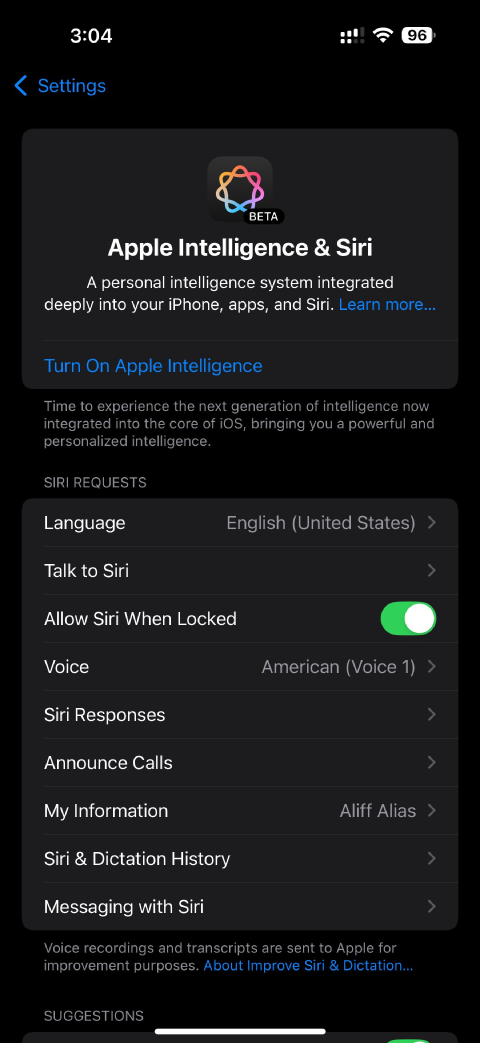 3:04
96
Settings
BETA
Apple Intelligence & Siri
A personal intelligence system integrated
deeply into your iPhone, apps, and Siri. Learn more...
Turn On Apple Intelligence
Time to experience the next generation of intelligence now
integrated into the core of iOS, bringing you a powerful and
personalized intelligence.
SIRI REQUESTS
Language English (United States)
Talk to Siri
Allow Siri When Locked
Voice American (Voice 1)
Siri Responses
Announce Calls
My Information Aliff Alias
Siri & Dictation History
Messaging with Siri
Voice recordings and transcripts are sent to Apple for
improvement purposes. About Improve Siri & Dictation...
SUGGESTIONS